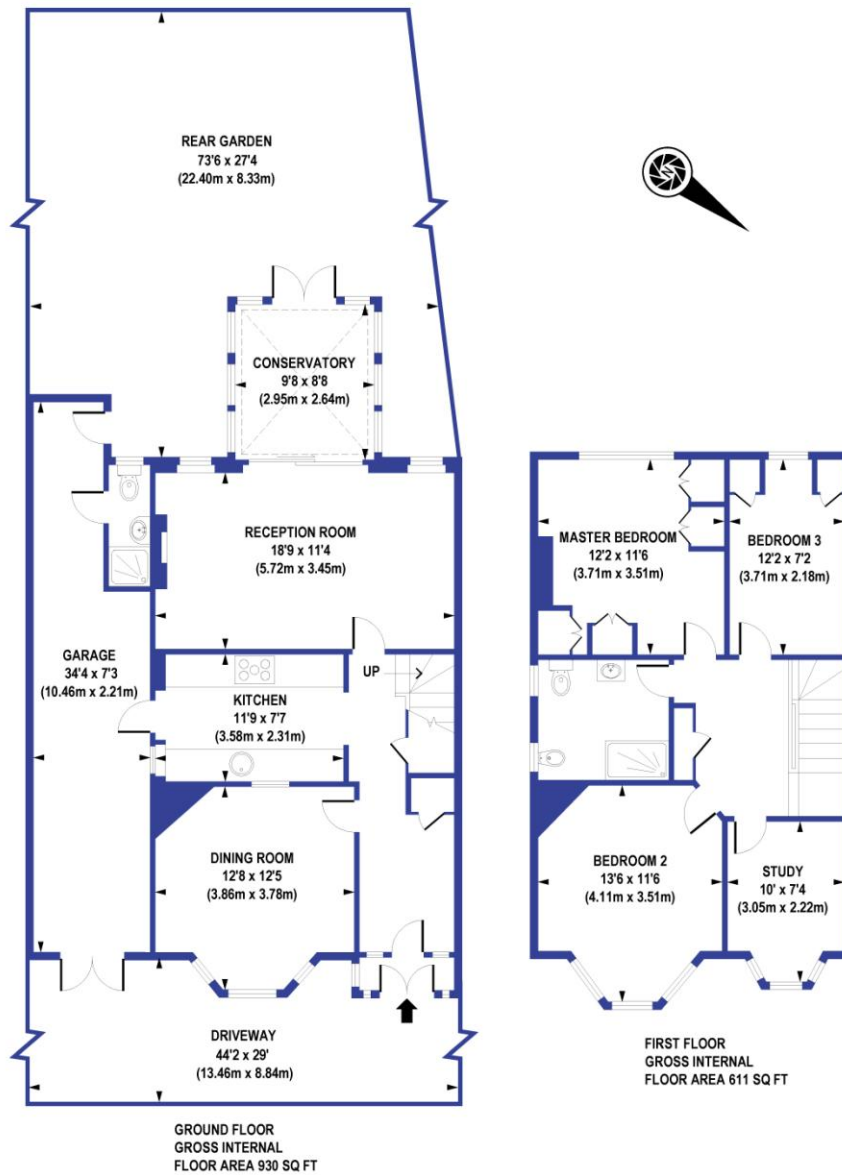 REAR GARDEN
73'6 x 27'4
(22.40m x 8.33m)
N
CONSERVATORY
9'8 x 8'8
(2.95m x 2.64m)
RECEPTION ROOM
18'9 x 11'4
(5.72m x 3.45m)
GARAGE
34'4 x 7'3
(10.46m x 2.21m)
UP
KITCHEN
11'9 x 7'7
(3.58m x 2.31m)
DINING ROOM
12'8 x 12'5
(3.86m x 3.78m)
DRIVEWAY
44'2 x 29'
(13.46m x 8.84m)
GROUND FLOOR
GROSS INTERNAL
FLOOR AREA 930 SQ FT
MASTER BEDROOM
12'2 x 11'6
(3.71m x 3.51m)
BEDROOM 3
12'2 x 7'2
(3.71m x 2.18m)
BEDROOM 2
13'6 x 11'6
(4.11m x 3.51m)
STUDY
10' x 7'4
(3.05m x 2.22m)
FIRST FLOOR
GROSS INTERNAL
FLOOR AREA 611 SQ FT